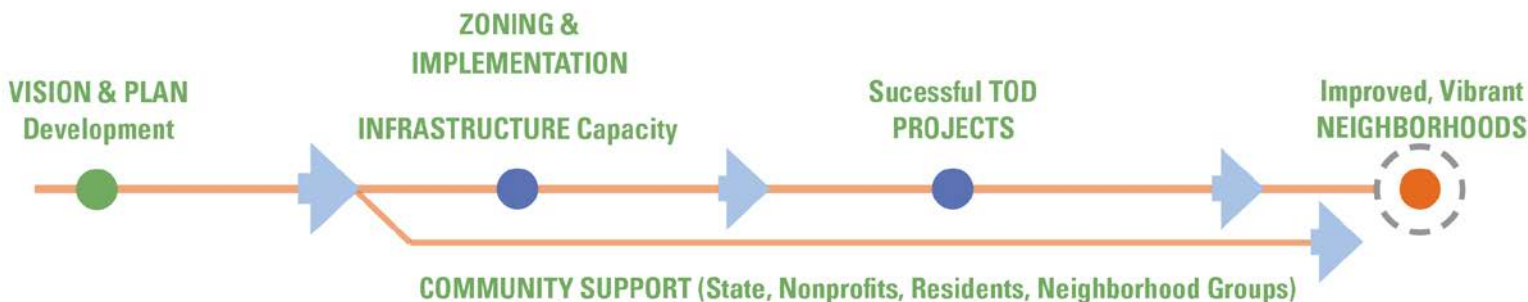 VISION & PLAN
Development
ZONING &
IMPLEMENTATION
INFRASTRUCTURE Capacity
Sucessful TOD
PROJECTS
Improved, Vibrant
NEIGHBORHOODS
COMMUNITY SUPPORT (State, Nonprofits, Residents, Neighborhood Groups)